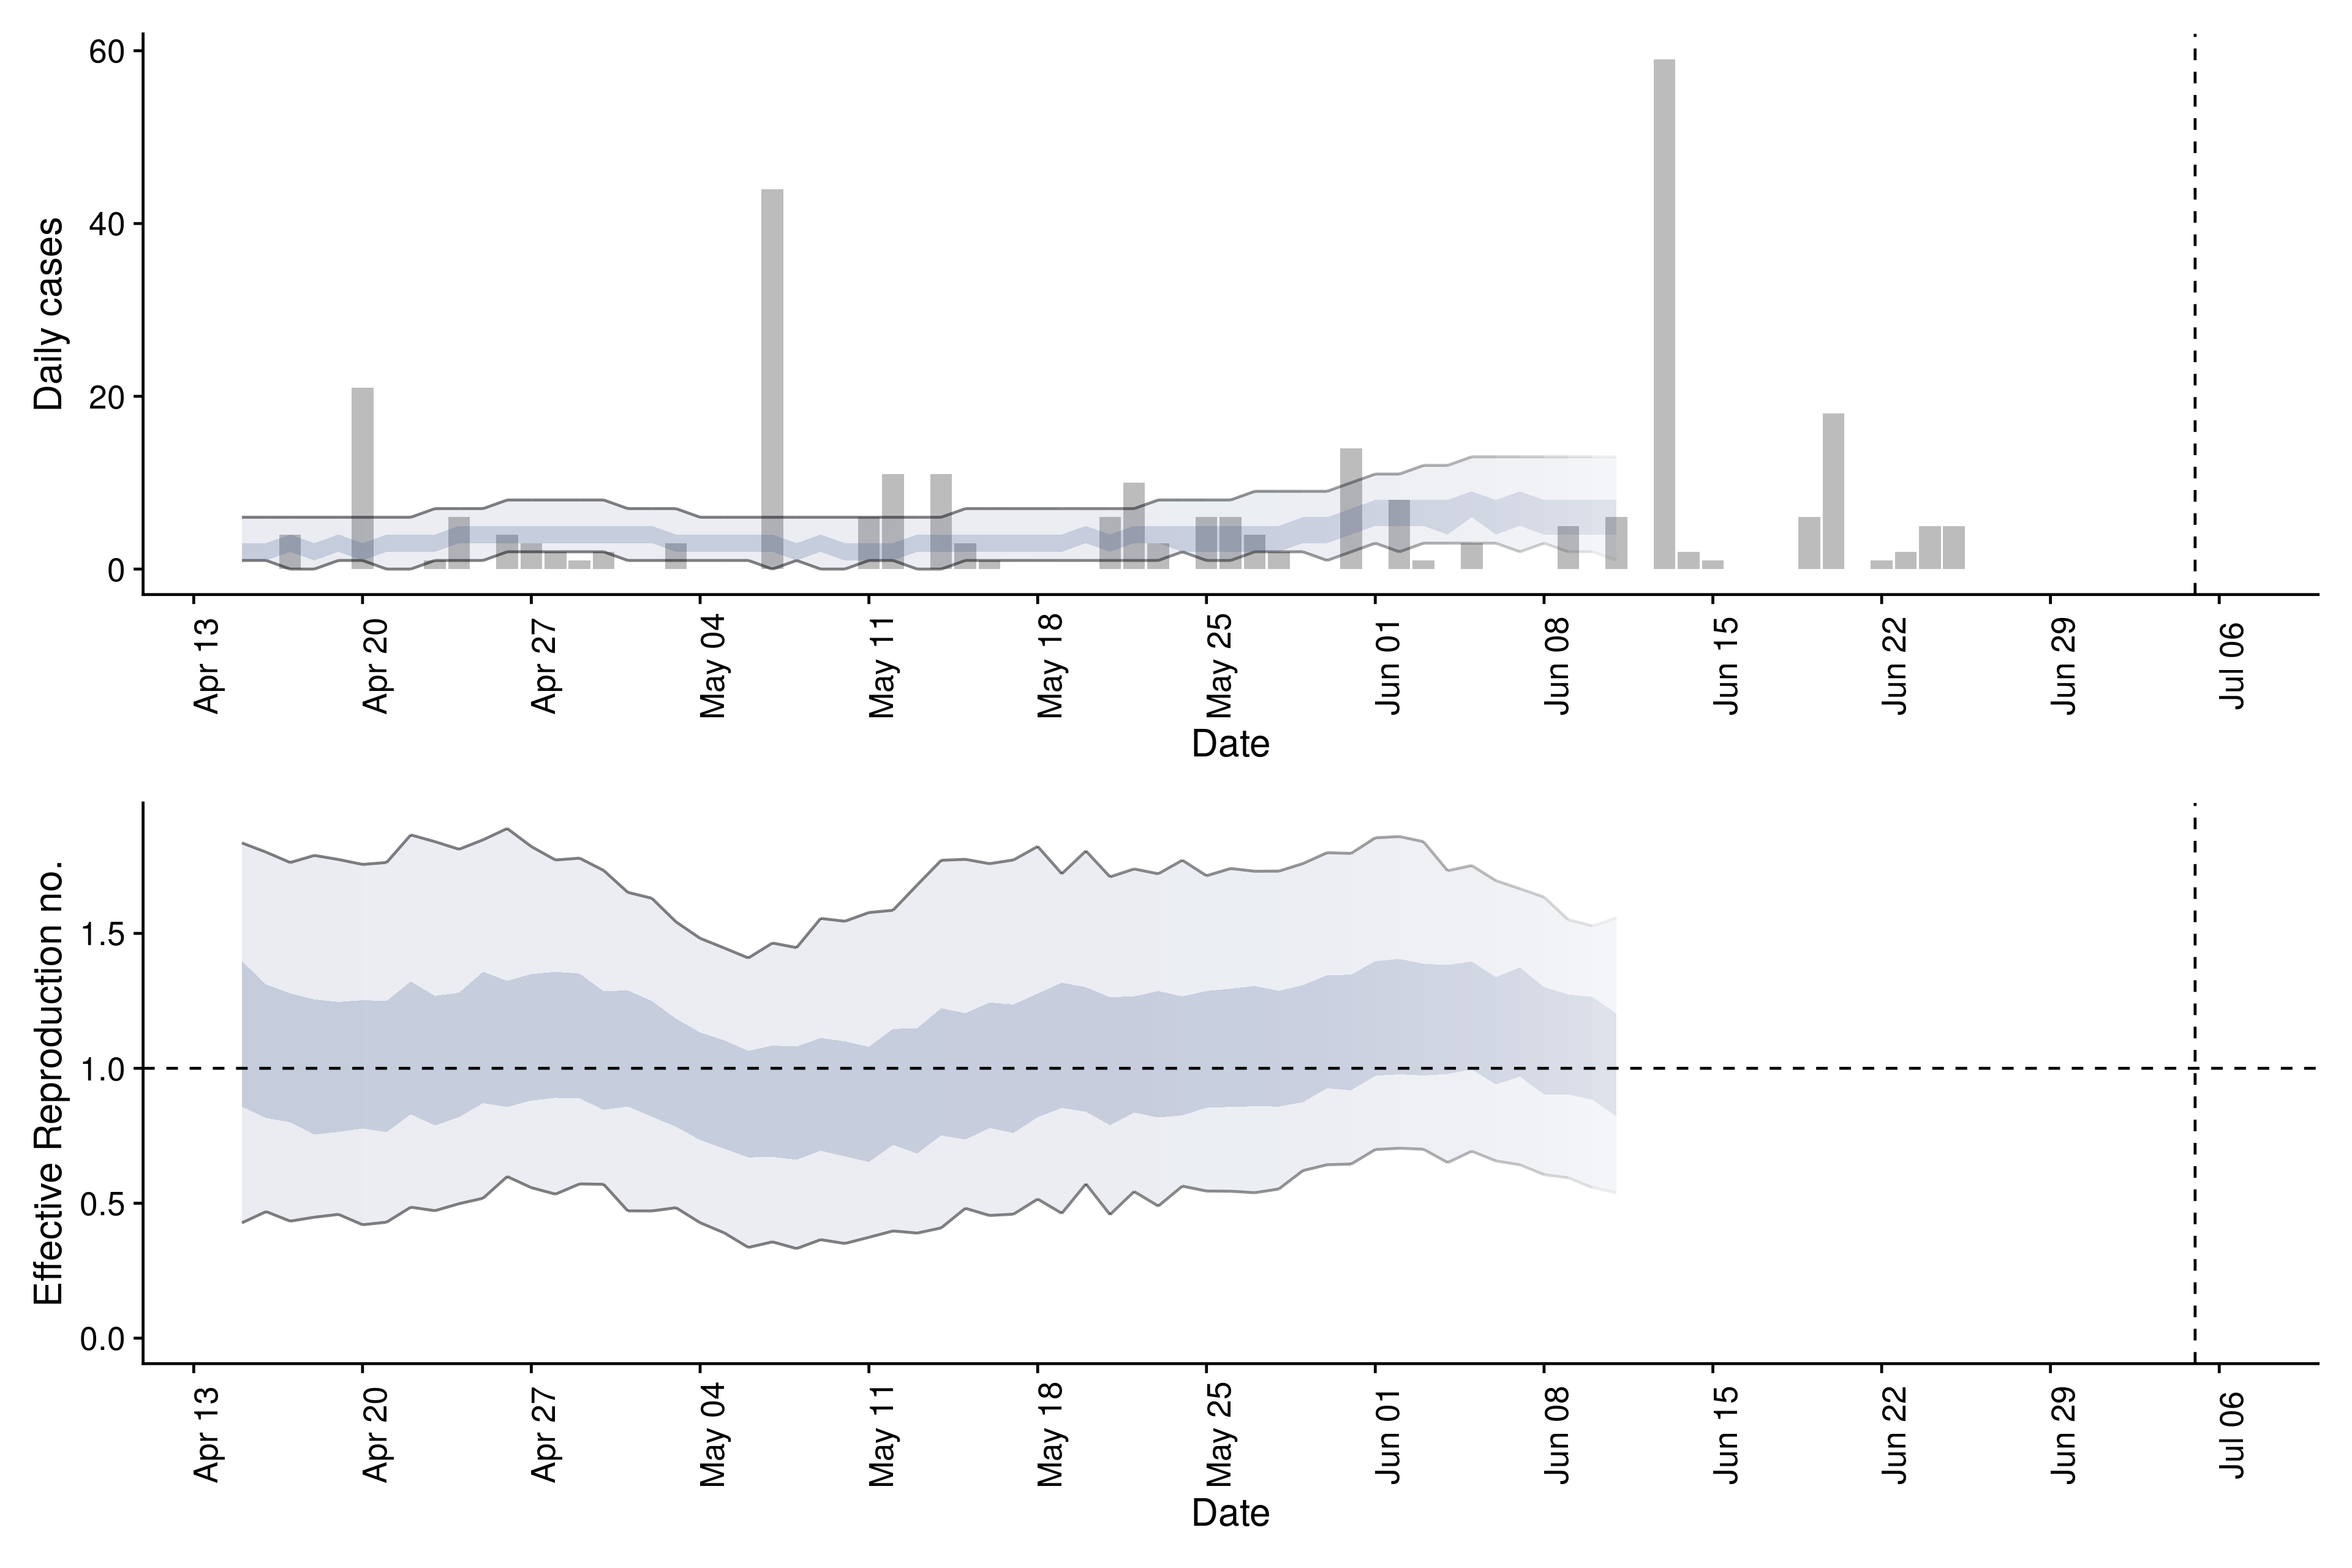 Daily cases
60
40
20
0
Apr 13
Apr 20
Apr 27
May 04
May 11
May 18
May 25
Jun 01
Jun 08
Jun 15
Jun 22
Jun 29
Jul 06
Date
Effective Reproduction no.
1.5
1.0
0.5
0.0
Apr 13
Apr 20
Apr 27
May 04
May 11
May 18
May 25
Jun 01
Jun 08
Jun 15
Jun 22
Jun 29
Jul 06
Date